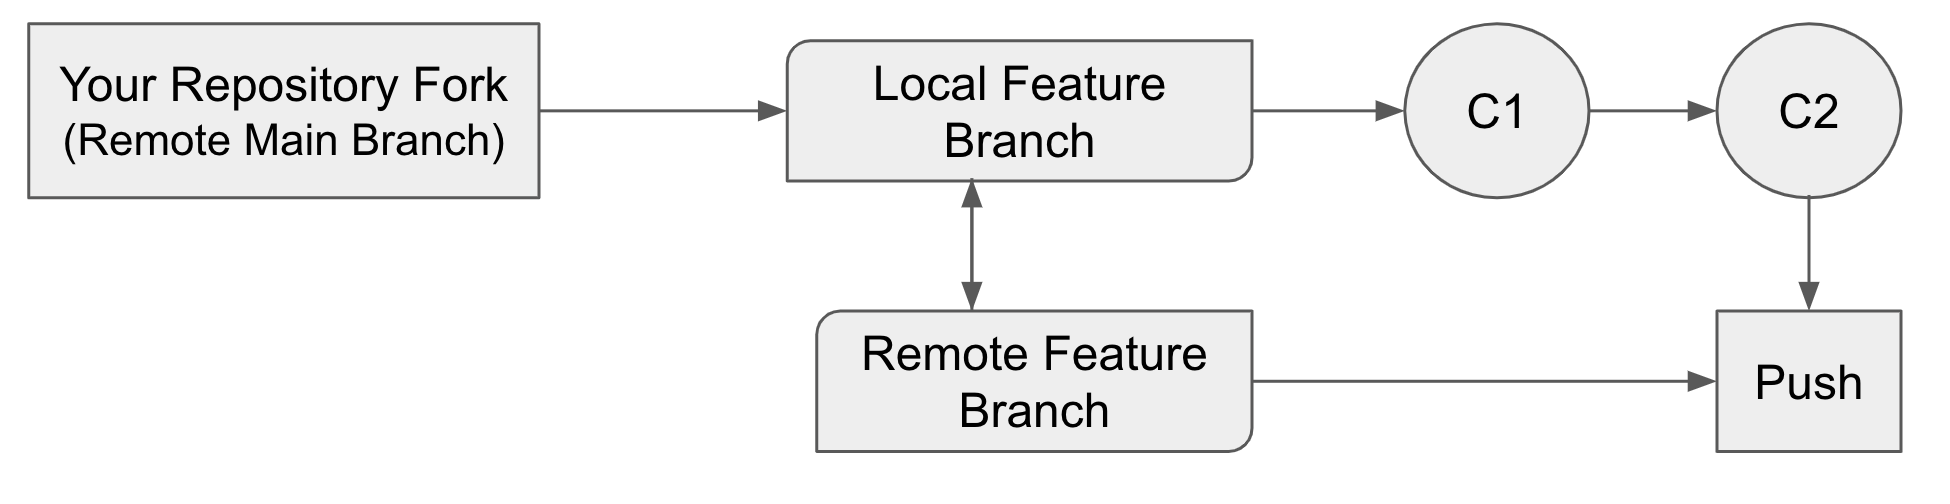 Your Repository Fork
(Remote Main Branch)
Local Feature
Branch
C1
C2
Remote Feature
Branch
Push